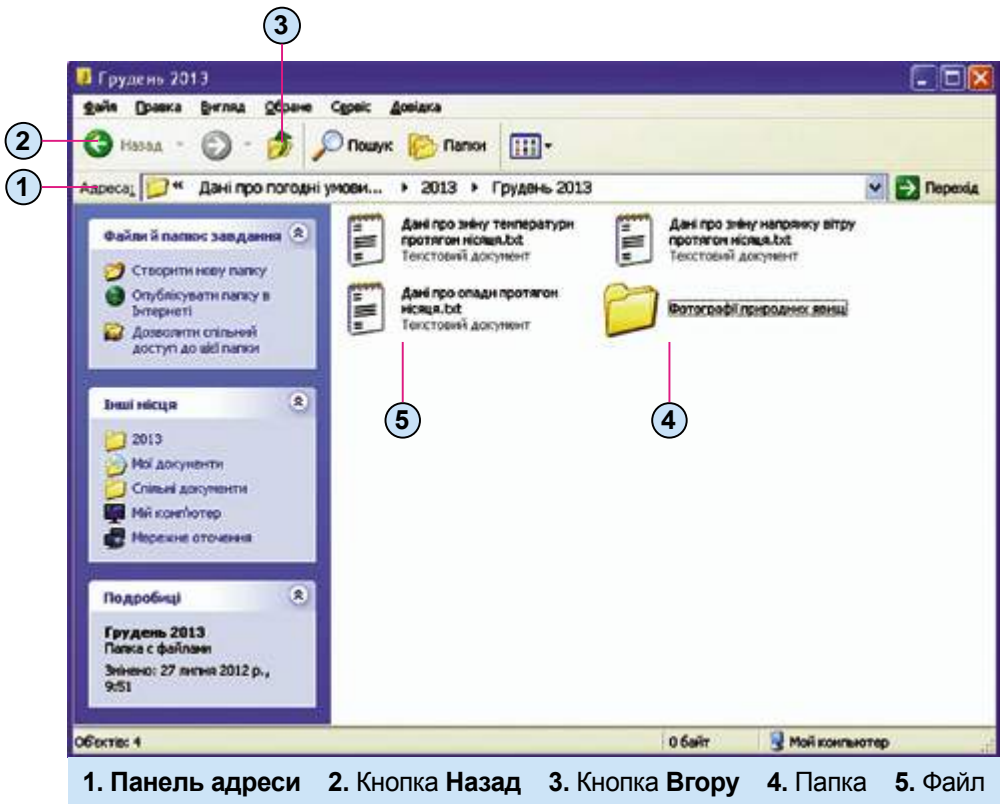 3
Грудень 2013
Файл Правка Вигляд Обране Сервіс Довідка
2
Назад Пошук Папки
1
Адреса: « Дані про погодні умови... 2013 Грудень 2013 Перехід
Файли й папкс завдання
Створити нову папку
Опублікувати папку в
Інтернеті
Дозволити спільний
доступ до цієї папки
Інші місця
2013
Мої документи
Спільні документи
Мій комп'ютер
Мережне оточення
Подробиці
Грудень 2013
Папка с файлами
Змінено: 27 липня 2012 р.,
9:51
Дані про зміну температури
протягом місяця.txt
Текстовий документ
Дані про зміну напрямку вітру
протягом місяця.txt
Текстовий документ
Дані про опади протягом
місяця.txt
Текстовий документ
Фотографії природних явищ
5
4
Об'єктів: 4 0 байт Мой компьютер
1. Панель адреси 2. Кнопка Назад 3. Кнопка Вгору 4. Папка 5. Файл